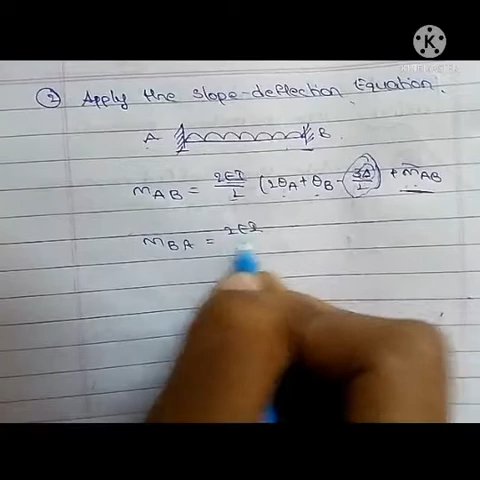 K
② Apply the slope-deflection Equation.
A B.
MAB = 2EI/L (2θA + θB - 3Δ/L) + M̅AB
MBA = 2EI